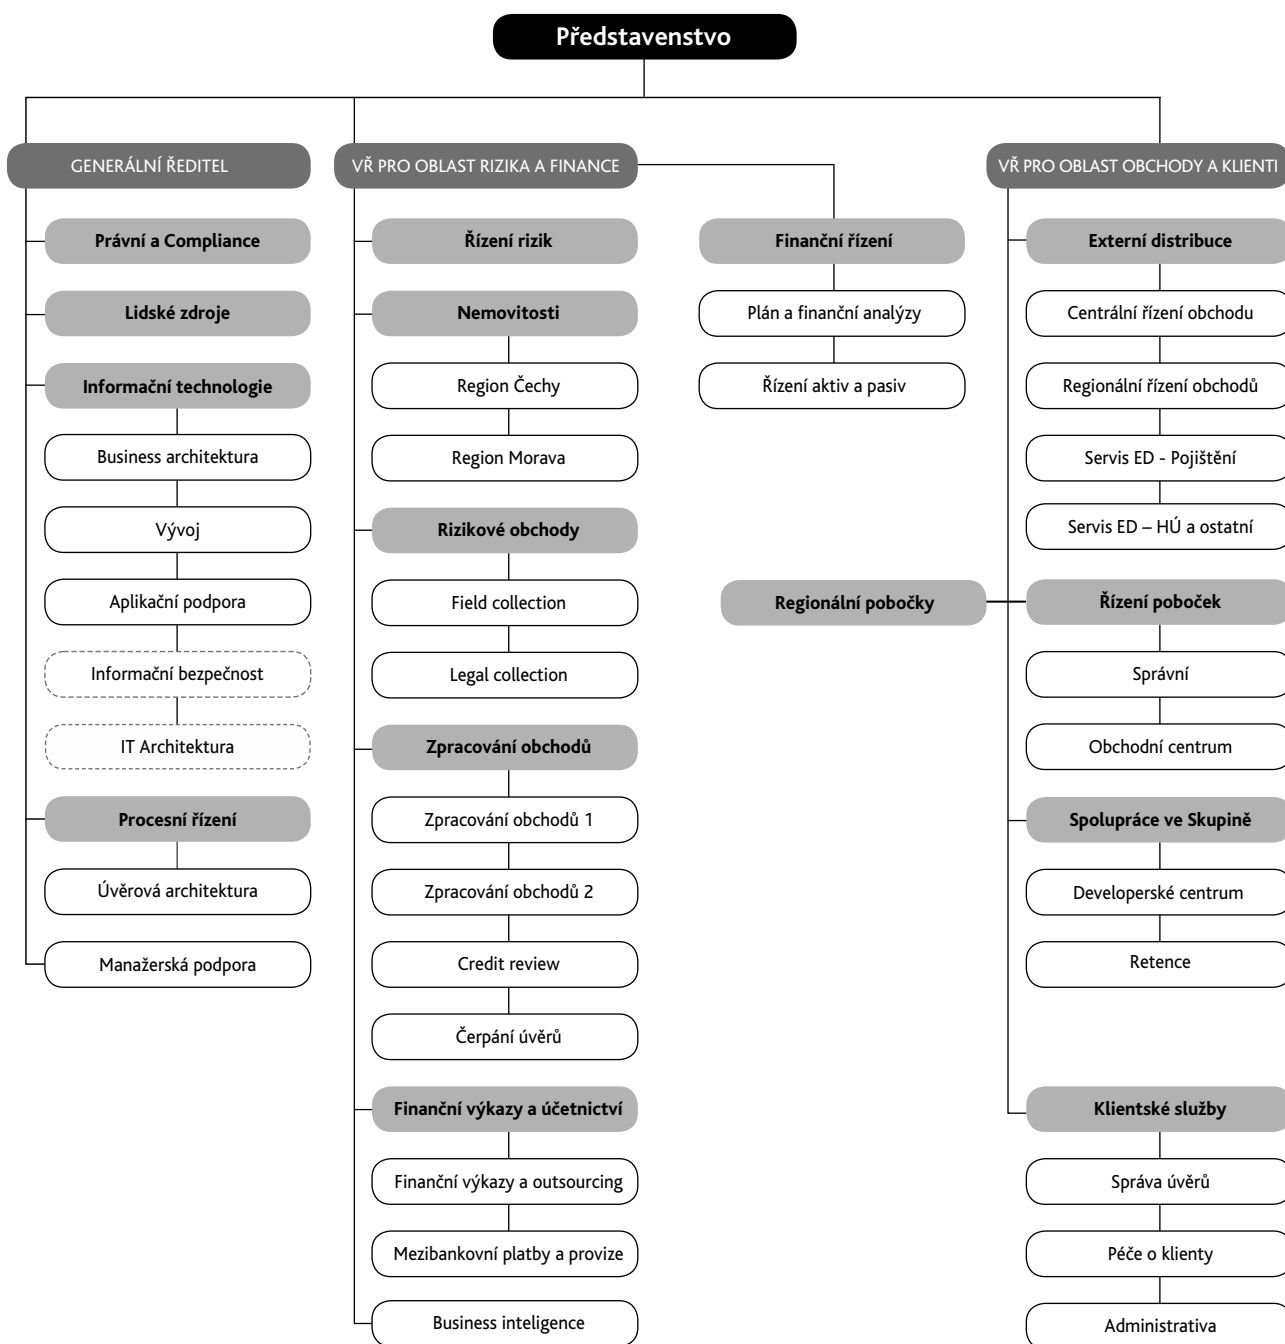 Představenstvo
GENERÁLNÍ ŘEDITEL
Právní a Compliance
Lidské zdroje
Informační technologie
Business architektura
Vývoj
Aplikační podpora
Informační bezpečnost
IT Architektura
Procesní řízení
Úvěrová architektura
Manažerská podpora
VŘ PRO OBLAST RIZIKA A FINANCE
Řízení rizik
Nemovitosti
Region Čechy
Region Morava
Rizikové obchody
Field collection
Legal collection
Zpracování obchodů
Zpracování obchodů 1
Zpracování obchodů 2
Credit review
Čerpání úvěrů
Finanční výkazy a účetnictví
Finanční výkazy a outsourcing
Mezibankovní platby a provize
Business inteligence
Finanční řízení
Plán a finanční analýzy
Řízení aktiv a pasiv
VŘ PRO OBLAST OBCHODY A KLIENTI
Externí distribuce
Centrální řízení obchodu
Regionální řízení obchodů
Servis ED - Pojištění
Servis ED – HÚ a ostatní
Regionální pobočky
Řízení poboček
Správní
Obchodní centrum
Spolupráce ve Skupině
Developerské centrum
Retence
Klientské služby
Správa úvěrů
Péče o klienty
Administrativa